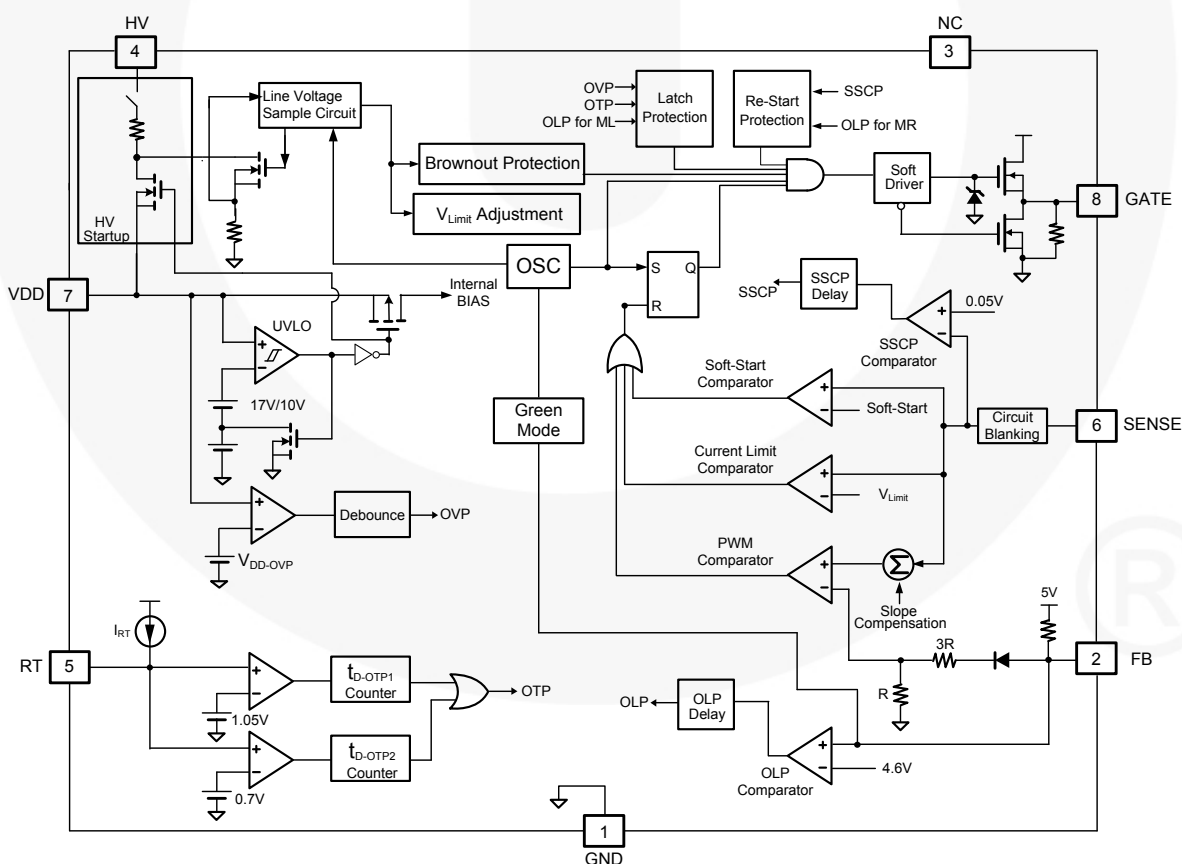 HV
4
NC
3
HV
Startup
Line Voltage
Sample Circuit
Brownout Protection
VLimit Adjustment
OVP
OTP
OLP for ML
Latch
Protection
Re-Start
Protection
SSCP
OLP for MR
Soft
Driver
8
GATE
VDD
7
Internal
BIAS
OSC
S
Q
R
SSCP
SSCP
Delay
0.05V
+
−
SSCP
Comparator
UVLO
+
−
17V/10V
Green
Mode
Soft-Start
Comparator
+
−
Soft-Start
Circuit
Blanking
6
SENSE
Current Limit
Comparator
+
−
VLimit
+
−
Debounce
OVP
VDD-OVP
PWM
Comparator
+
−
Σ
Slope
Compensation
5V
IRT
RT
5
+
−
1.05V
tD-OTP1
Counter
OTP
+
−
0.7V
tD-OTP2
Counter
3R
R
2
FB
OLP
OLP
Delay
+
−
4.6V
OLP
Comparator
1
GND
®